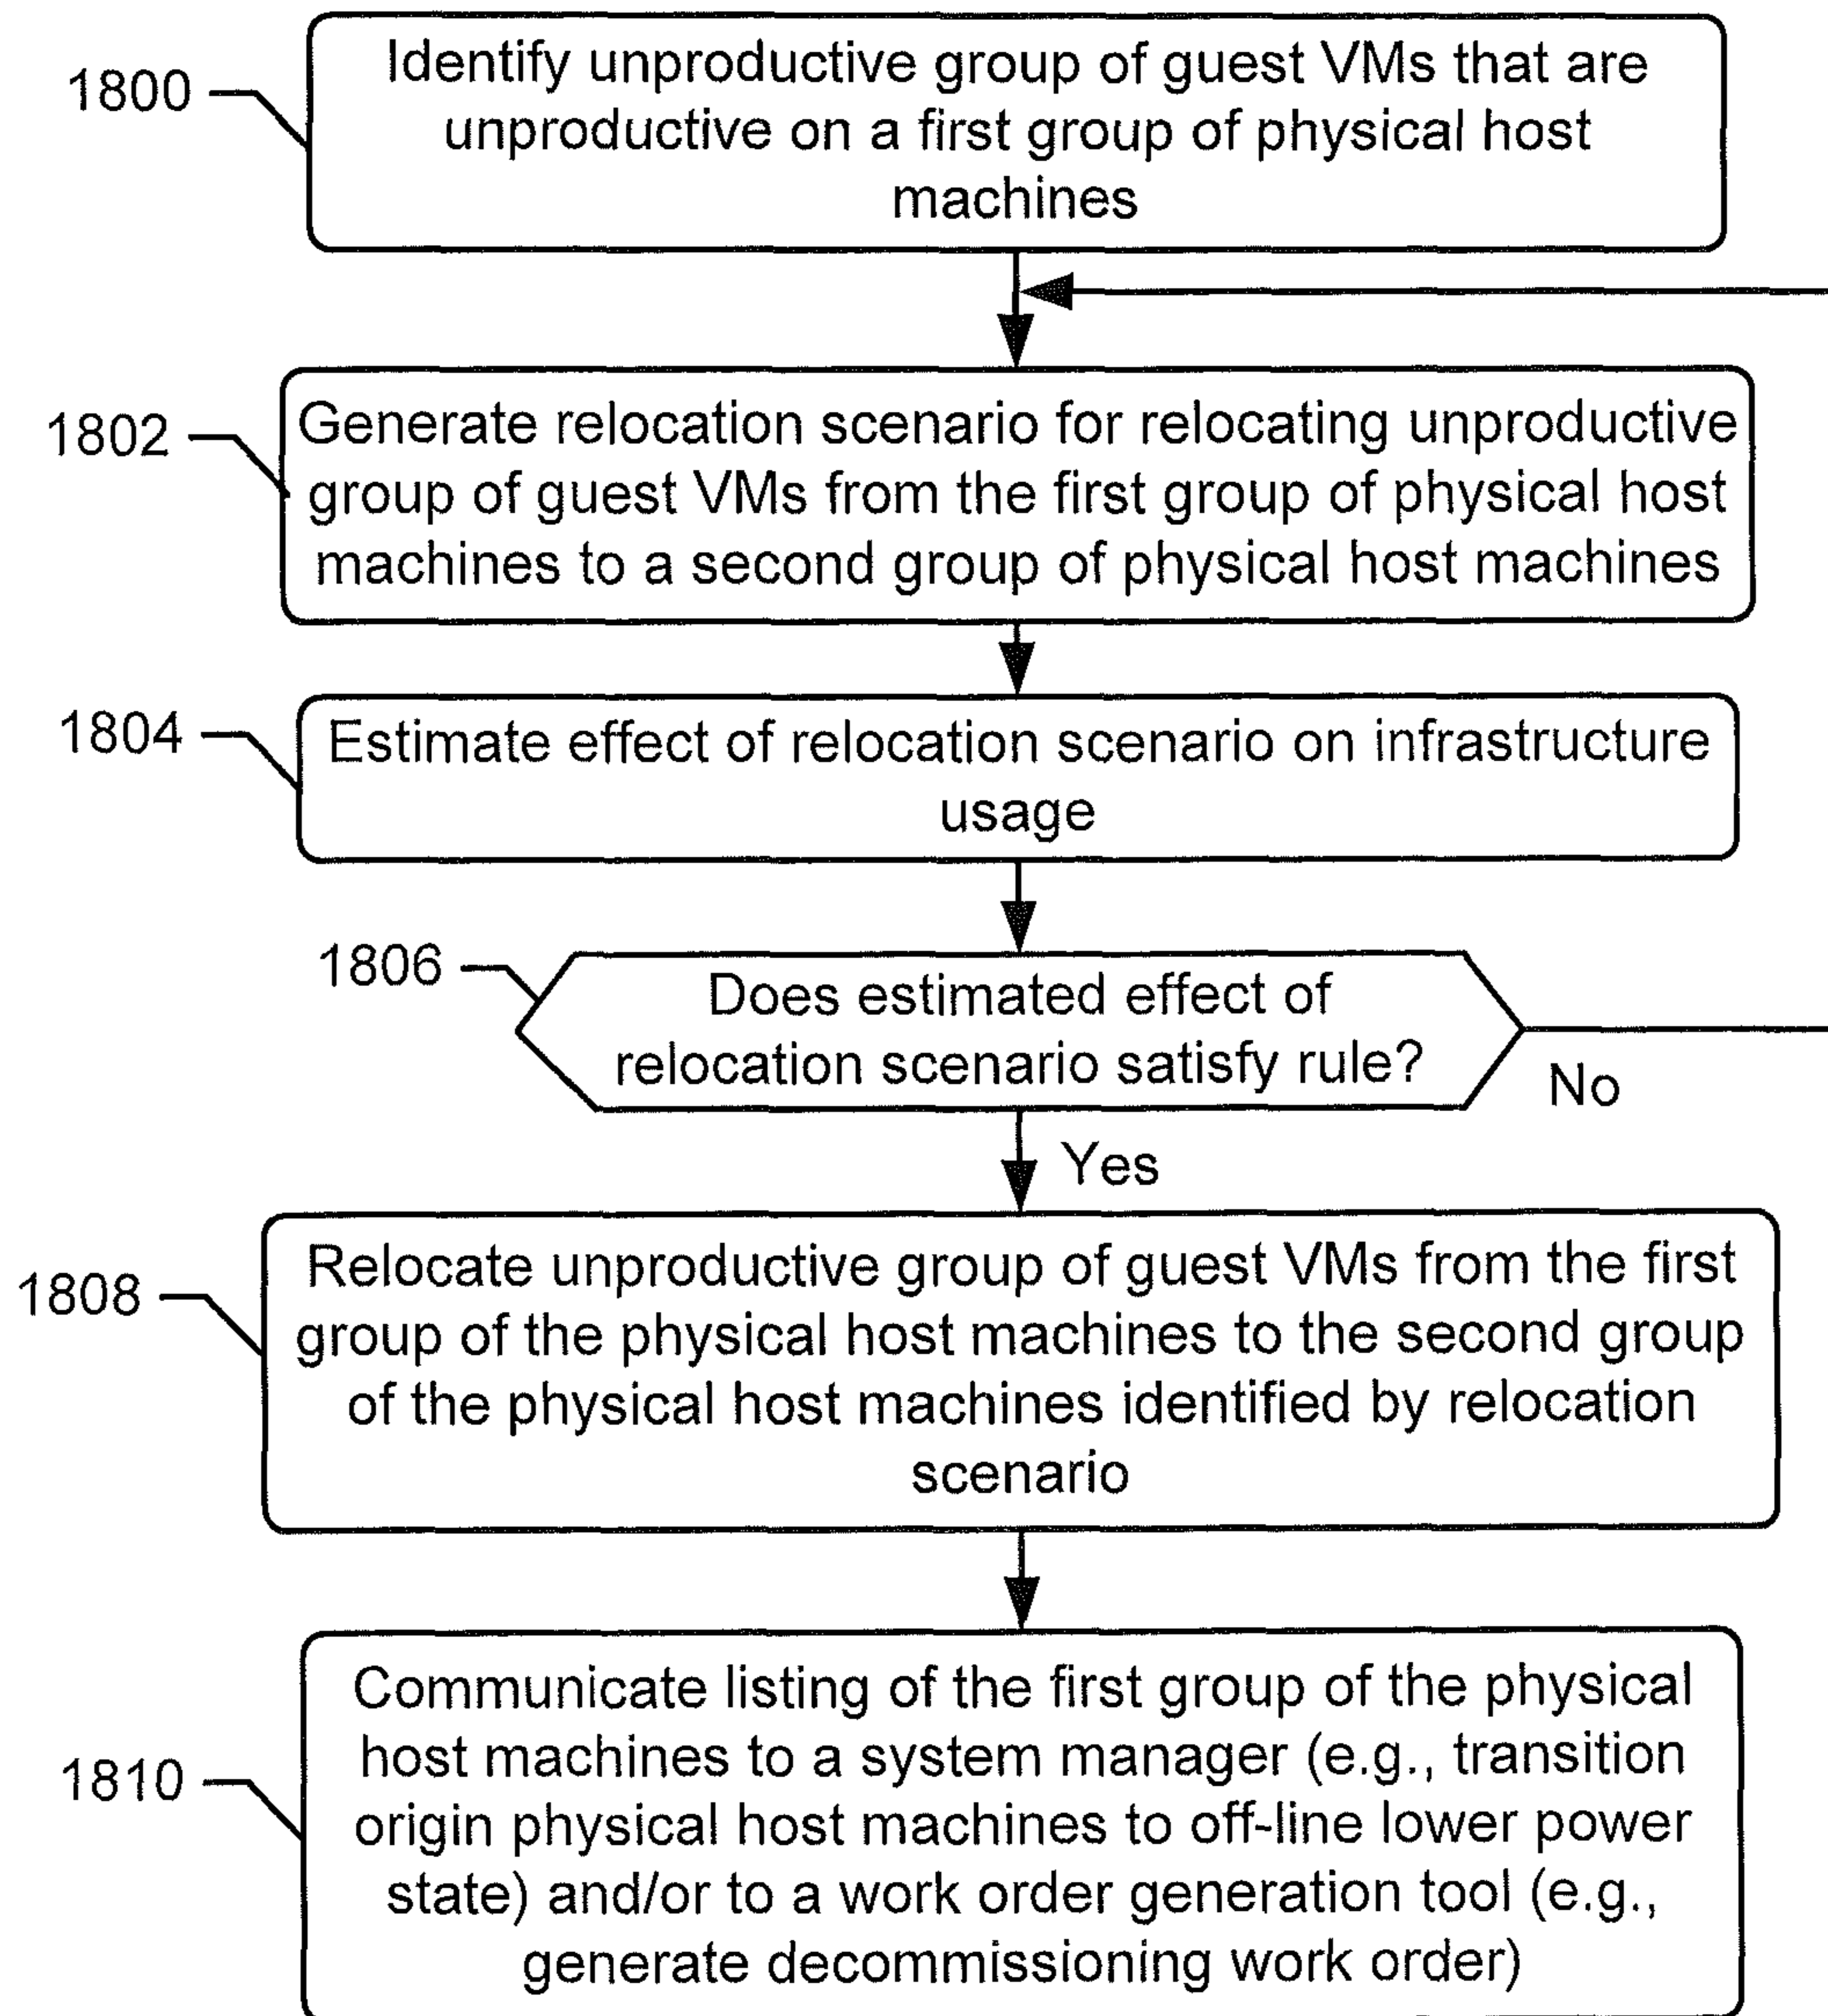 1800
Identify unproductive group of guest VMs that are
unproductive on a first group of physical host
machines
1802
Generate relocation scenario for relocating unproductive
group of guest VMs from the first group of physical host
machines to a second group of physical host machines
1804
Estimate effect of relocation scenario on infrastructure
usage
1806
Does estimated effect of
relocation scenario satisfy rule?
No
Yes
1808
Relocate unproductive group of guest VMs from the first
group of the physical host machines to the second group
of the physical host machines identified by relocation
scenario
1810
Communicate listing of the first group of the physical
host machines to a system manager (e.g., transition
origin physical host machines to off-line lower power
state) and/or to a work order generation tool (e.g.,
generate decommissioning work order)